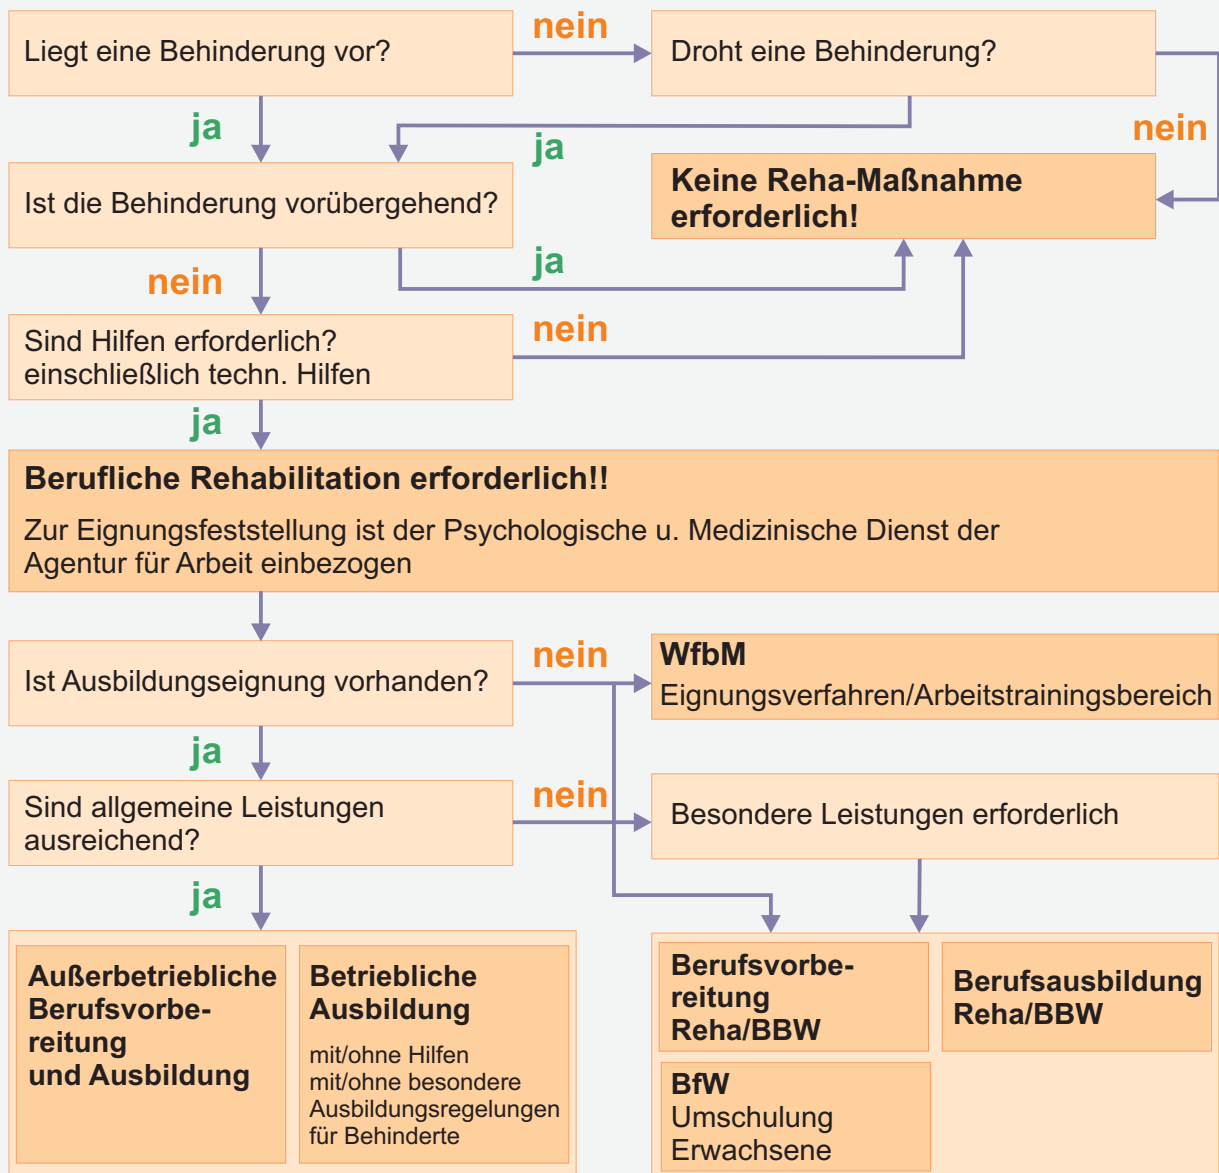 Liegt eine Behinderung vor?
nein
Droht eine Behinderung?
ja
ja
nein
Ist die Behinderung vorübergehend?
Keine Reha-Maßnahme
erforderlich!
nein
ja
Sind Hilfen erforderlich?
einschließlich techn. Hilfen
nein
ja
Berufliche Rehabilitation erforderlich!!
Zur Eignungsfeststellung ist der Psychologische u. Medizinische Dienst der
Agentur für Arbeit einbezogen
Ist Ausbildungseignung vorhanden?
nein
WfbM
Eignungsverfahren/Arbeitstrainingsbereich
ja
Sind allgemeine Leistungen
ausreichend?
nein
Besondere Leistungen erforderlich
ja
Außerbetriebliche
Berufsvorbe-
reitung
und Ausbildung
Betriebliche
Ausbildung
mit/ohne Hilfen
mit/ohne besondere
Ausbildungsregelungen
für Behinderte
Berufsvorbe-
reitung
Reha/BBW
Berufsausbildung
Reha/BBW
BfW
Umschulung
Erwachsene